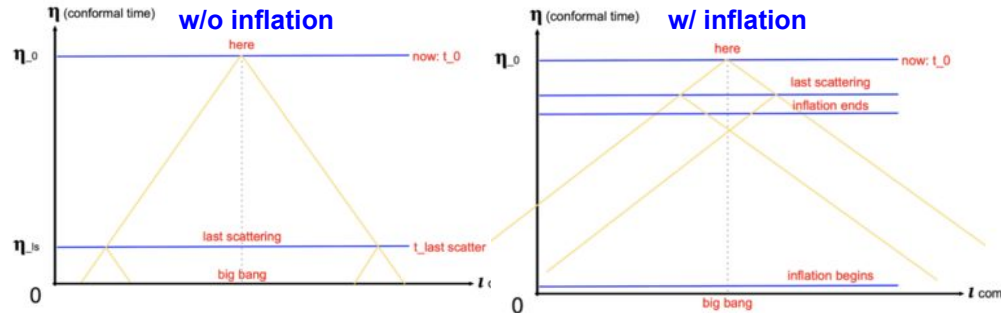 w/o inflation
η (conformal time)
here
η_0
now: t_0
last scattering
η_ls
t_last scatter
big bang
0
l c
w/ inflation
η (conformal time)
here
η_0
now: t_0
last scattering
inflation ends
inflation begins
0
big bang
l com